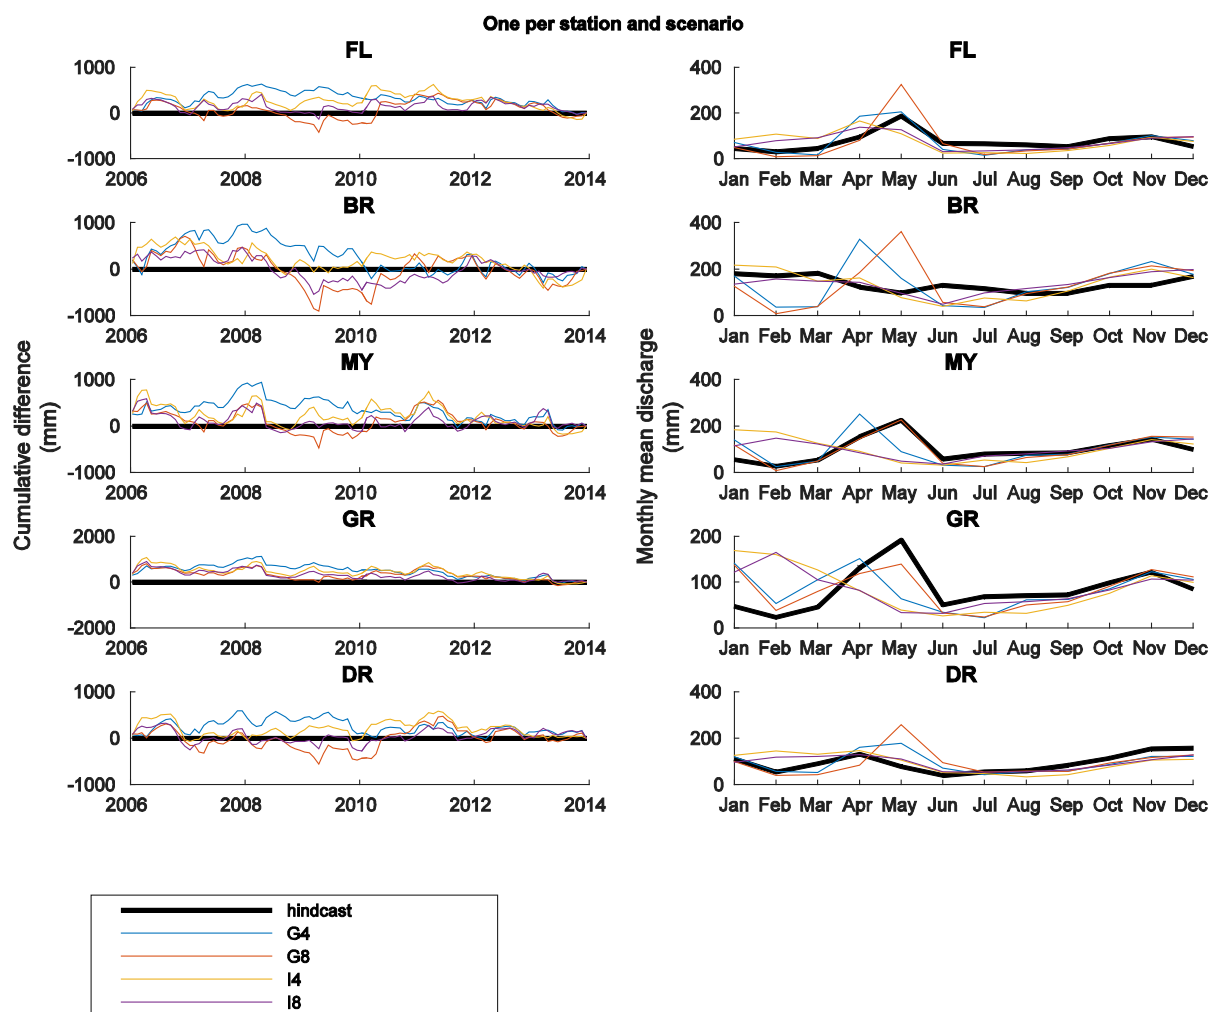 One per station and scenario
FL
1000
0
-1000
2006 2008 2010 2012 2014
BR
1000
0
-1000
2006 2008 2010 2012 2014
MY
1000
0
-1000
2006 2008 2010 2012 2014
GR
2000
0
-2000
2006 2008 2010 2012 2014
DR
1000
0
-1000
2006 2008 2010 2012 2014
Cumulative difference
(mm)
FL
400
200
0
Jan Feb Mar Apr May Jun Jul Aug Sep Oct Nov Dec
BR
400
200
0
Jan Feb Mar Apr May Jun Jul Aug Sep Oct Nov Dec
MY
400
200
0
Jan Feb Mar Apr May Jun Jul Aug Sep Oct Nov Dec
GR
200
100
0
Jan Feb Mar Apr May Jun Jul Aug Sep Oct Nov Dec
DR
400
200
0
Jan Feb Mar Apr May Jun Jul Aug Sep Oct Nov Dec
Monthly mean discharge
(mm)
hindcast
G4
G8
I4
I8